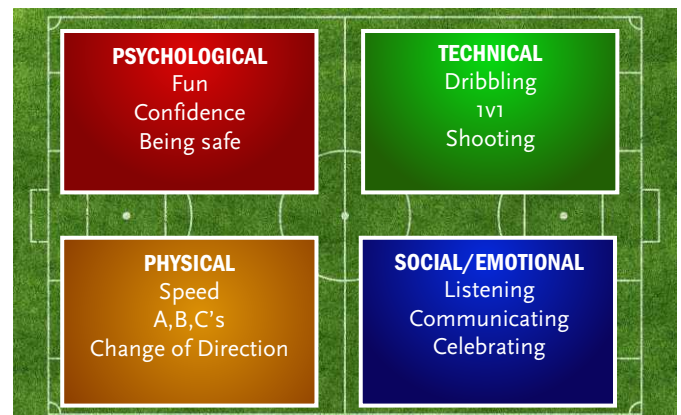 PSYCHOLOGICAL
Fun
Confidence
Being safe
TECHNICAL
Dribbling
1v1
Shooting
PHYSICAL
Speed
A,B,C's
Change of Direction
SOCIAL/EMOTIONAL
Listening
Communicating
Celebrating